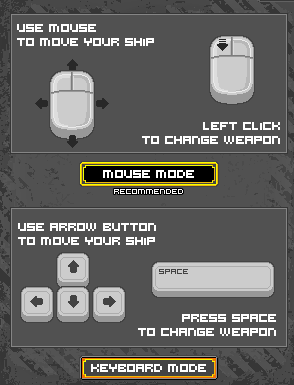 USE MOUSE
TO MOVE YOUR SHIP
LEFT CLICK
TO CHANGE WEAPON
MOUSE MODE
RECOMMENDED
USE ARROW BUTTON
TO MOVE YOUR SHIP
SPACE
PRESS SPACE
TO CHANGE WEAPON
KEYBOARD MODE